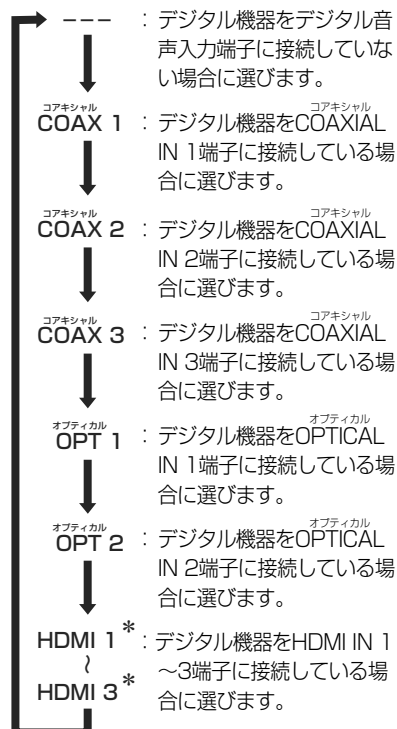 --- : デジタル機器をデジタル音
声入力端子に接続していな
い場合に選びます。
コアキシャル コアキシャル
COAX 1 : デジタル機器をCOAXIAL
IN 1端子に接続している場
合に選びます。
コアキシャル コアキシャル
COAX 2 : デジタル機器をCOAXIAL
IN 2端子に接続している場
合に選びます。
コアキシャル コアキシャル
COAX 3 : デジタル機器をCOAXIAL
IN 3端子に接続している場
合に選びます。
オプティカル オプティカル
OPT 1 : デジタル機器をOPTICAL
IN 1端子に接続している場
合に選びます。
オプティカル オプティカル
OPT 2 : デジタル機器をOPTICAL
IN 2端子に接続している場
合に選びます。
HDMI 1* : デジタル機器をHDMI IN 1
~ ～3端子に接続している場
HDMI 3* 合に選びます。